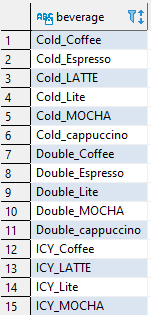 ABC beverage
1 Cold_Coffee
2 Cold_Espresso
3 Cold_LATTE
4 Cold_Lite
5 Cold_MOCHA
6 Cold_cappuccino
7 Double_Coffee
8 Double_Espresso
9 Double_Lite
10 Double_MOCHA
11 Double_cappuccino
12 ICY_Coffee
13 ICY_LATTE
14 ICY_Lite
15 ICY_MOCHA